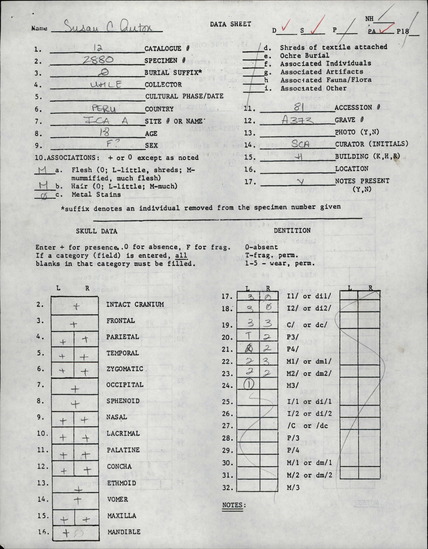 DATA SHEET
NH
Name Susan C. Anton
D ✓ S ✓ P PA ✓ P18
1. 12 CATALOGUE #
2. 2880 SPECIMEN #
3. BURIAL SUFFIX*
4. UHLE COLLECTOR
5. CULTURAL PHASE/DATE
6. PERU COUNTRY
7. ICA A SITE # OR NAME
8. 18 AGE
9. F? SEX
10. ASSOCIATIONS: + or 0 except as noted
M a. Flesh (0; L-little, shreds; M-
mummified, much flesh)
M b. Hair (0; L-little; M-much)
0 c. Metal Stains
d. Shreds of textile attached
e. Ochre Burial
f. Associated Individuals
g. Associated Artifacts
h Associated Fauna/Flora
i. Associated Other
11. 81 ACCESSION #
12. A373 GRAVE #
13. PHOTO (Y,N)
14. SCA CURATOR (INITIALS)
15. H BUILDING (K,H,R)
16. LOCATION
17. Y NOTES PRESENT
(Y,N)
*suffix denotes an individual removed from the specimen number given
SKULL DATA
Enter + for presence, 0 for absence, F for frag.
If a category (field) is entered, all
blanks in that category must be filled.
L R
2. + INTACT CRANIUM
3. + FRONTAL
4. + + PARIETAL
5. + + TEMPORAL
6. + + ZYGOMATIC
7. + OCCIPITAL
8. + SPHENOID
9. + + NASAL
10. + + LACRIMAL
11. + + PALATINE
12. + + CONCHA
13. + ETHMOID
14. + VOMER
15. + + MAXILLA
16. + MANDIBLE
DENTITION
0-absent
T-frag. perm.
1-5 - wear, perm.
L R L R
17. 3 0 I1/ or di1/
18. I2/ or di2/
19. 3 3 C/ or dc/
20. T 2 P3/
21. 2 P4/
22. 2 3 M1/ or dm1/
23. 2 2 M2/ or dm2/
24. 1 M3/
25. I/1 or di/1
26. I/2 or di/2
27. /C or /dc
28. P/3
29. P/4
30. M/1 or dm/1
31. M/2 or dm/2
32. M/3
NOTES: